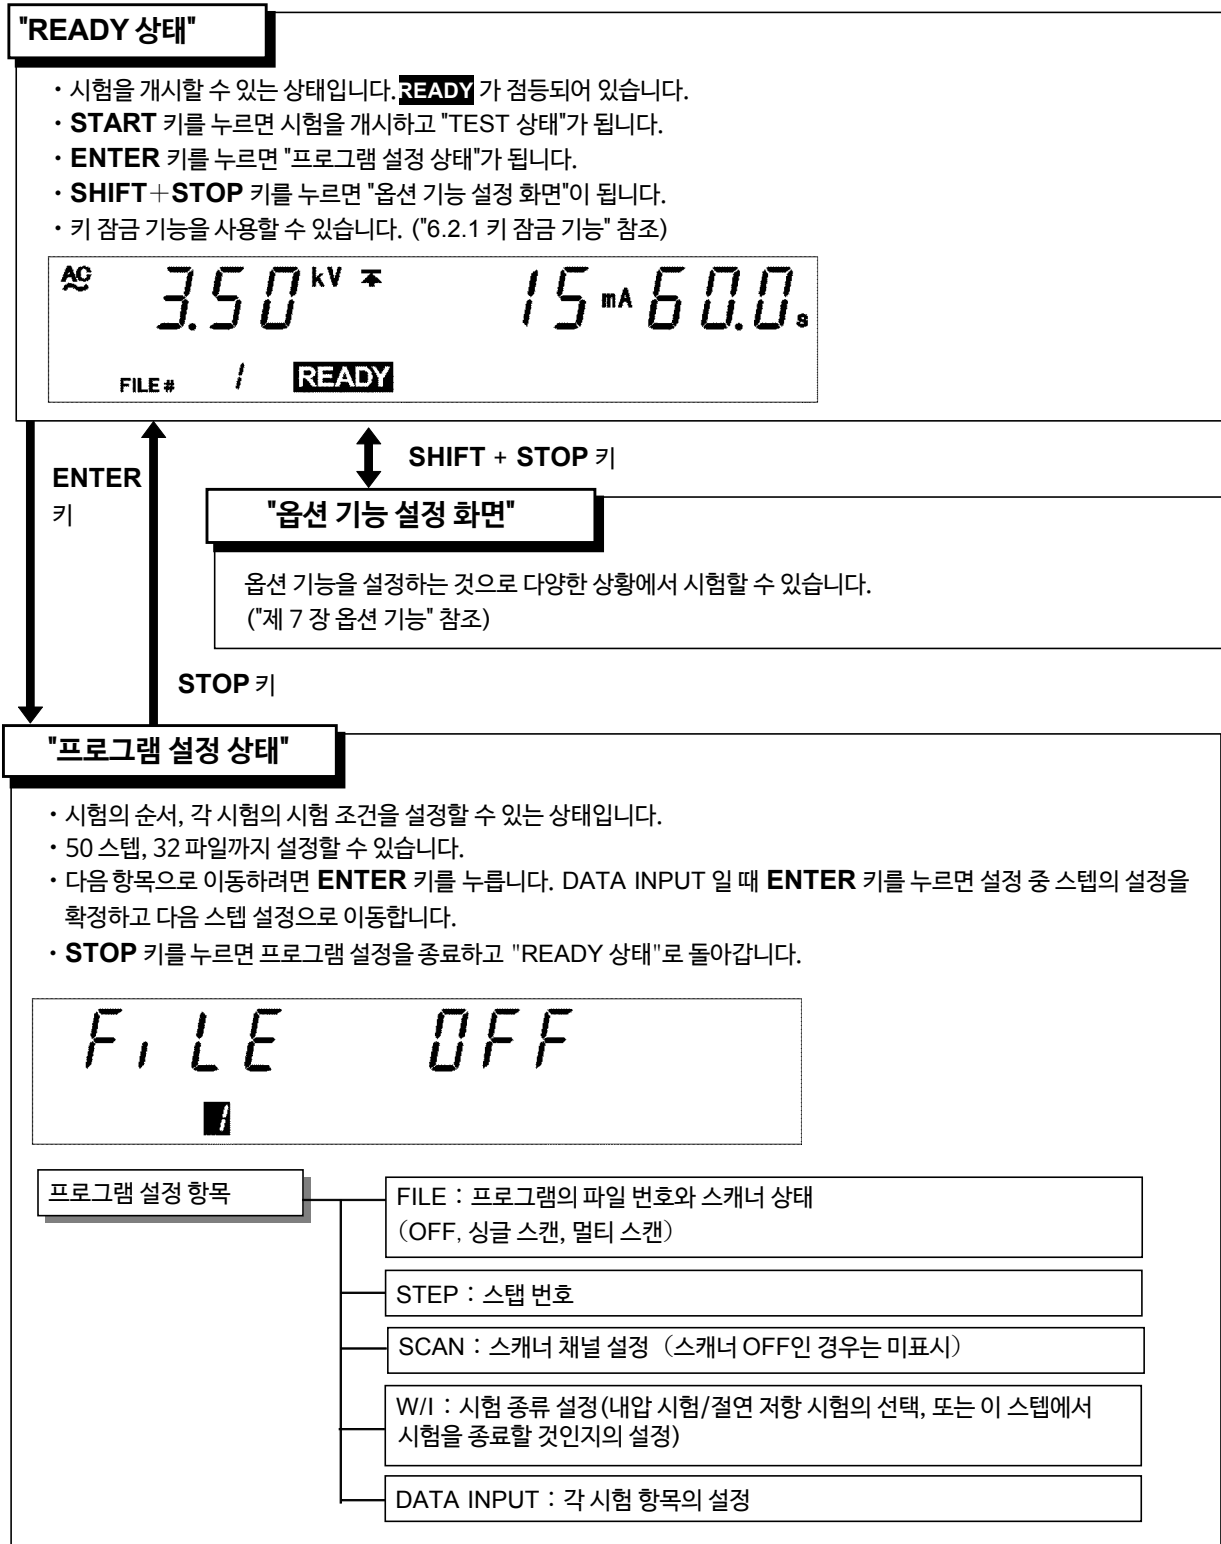 "READY 상태"
・시험을 개시할 수 있는 상태입니다.READY 가 점등되어 있습니다.
・START 키를 누르면 시험을 개시하고 "TEST 상태"가 됩니다.
・ENTER 키를 누르면 "프로그램 설정 상태"가 됩니다.
・SHIFT＋STOP 키를 누르면 "옵션 기능 설정 화면"이 됩니다.
・키 잠금 기능을 사용할 수 있습니다. ("6.2.1 키 잠금 기능" 참조)
AC 3.50 kV 15 mA 60.0 s
FILE # 1 READY
SHIFT + STOP 키
ENTER
키
"옵션 기능 설정 화면"
옵션 기능을 설정하는 것으로 다양한 상황에서 시험할 수 있습니다.
("제 7 장 옵션 기능" 참조)
STOP 키
"프로그램 설정 상태"
・시험의 순서, 각 시험의 시험 조건을 설정할 수 있는 상태입니다.
・50 스텝, 32 파일까지 설정할 수 있습니다.
・다음 항목으로 이동하려면 ENTER 키를 누릅니다. DATA INPUT 일 때 ENTER 키를 누르면 설정 중 스텝의 설정을
확정하고 다음 스텝 설정으로 이동합니다.
・STOP 키를 누르면 프로그램 설정을 종료하고 "READY 상태"로 돌아갑니다.
FiLE OFF
1
프로그램 설정 항목
FILE：프로그램의 파일 번호와 스캐너 상태
（OFF, 싱글 스캔, 멀티 스캔）
STEP：스탭 번호
SCAN：스캐너 채널 설정（스캐너 OFF인 경우는 미표시）
W/I：시험 종류 설정(내압 시험/절연 저항 시험의 선택, 또는 이 스텝에서
시험을 종료할 것인지의 설정)
DATA INPUT：각 시험 항목의 설정